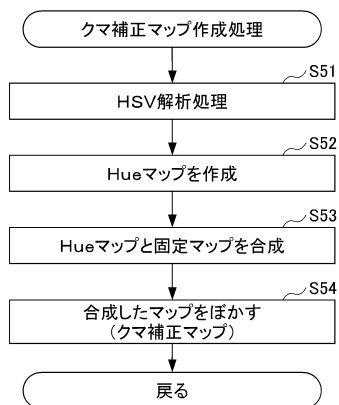 クマ補正マップ作成処理
S51
HSV解析処理
S52
Hueマップを作成
S53
Hueマップと固定マップを合成
S54
合成したマップをぼかす
（クマ補正マップ）
戻る